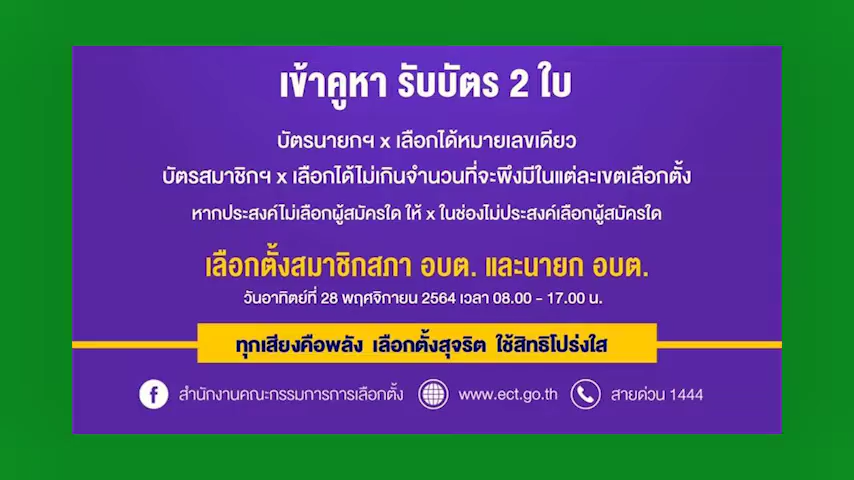 เข้าคูหา รับบัตร 2 ใบ
บัตรนายกฯ x เลือกได้หมายเลขเดียว
บัตรสมาชิกฯ x เลือกได้ไม่เกินจำนวนที่จะพึงมีในแต่ละเขตเลือกตั้ง
หากประสงค์ไม่เลือกผู้สมัครใด ให้ x ในช่องไม่ประสงค์เลือกผู้สมัครใด
เลือกตั้งสมาชิกสภา อบต. และนายก อบต.
วันอาทิตย์ที่ 28 พฤศจิกายน 2564 เวลา 08.00 - 17.00 น.
ทุกเสียงคือพลัง เลือกตั้งสุจริต ใช้สิทธิโปร่งใส
f สำนักงานคณะกรรมการการเลือกตั้ง www.ect.go.th สายด่วน 1444